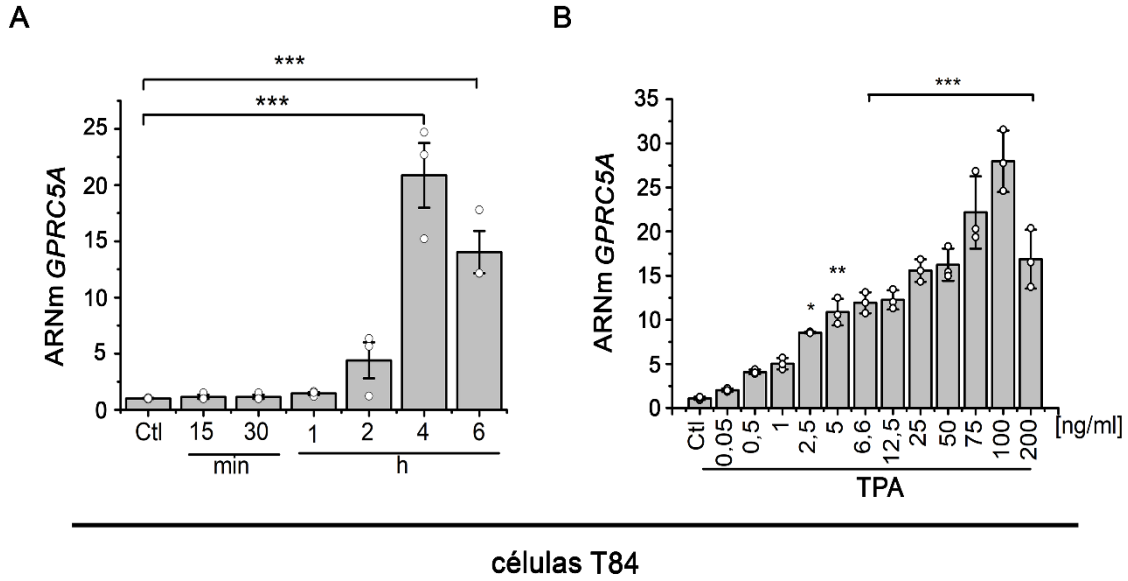 A
***
***
ARNm GPRC5A
25
20
15
10
5
0
Ctl 15 30 1 2 4 6
min h
B
***
**
*
ARNm GPRC5A
35
30
25
20
15
10
5
0
Ctl 0,05 0,5 1 2,5 5 6,6 12,5 25 50 75 100 200 [ng/ml]
TPA
células T84